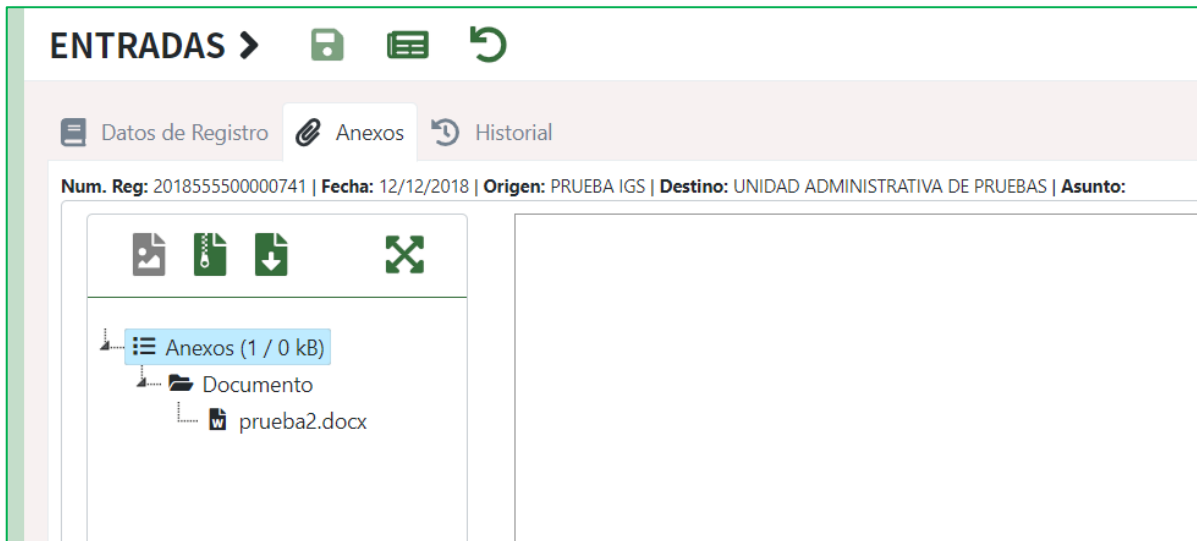 ENTRADAS
Datos de Registro Anexos Historial
Num. Reg: 2018555500000741 | Fecha: 12/12/2018 | Origen: PRUEBA IGS | Destino: UNIDAD ADMINISTRATIVA DE PRUEBAS | Asunto:
Anexos (1 / 0 kB)
Documento
prueba2.docx